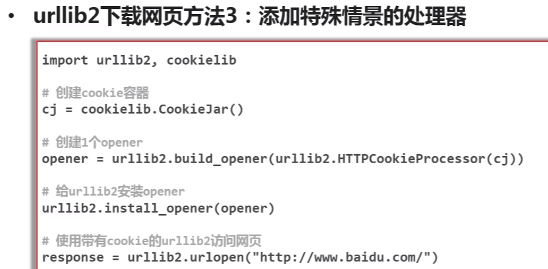 • urllib2下载网页方法3：添加特殊情景的处理器
import urllib2, cookielib
# 创建cookie容器
cj = cookielib.CookieJar()
# 创建1个opener
opener = urllib2.build_opener(urllib2.HTTPCookieProcessor(cj))
# 给urllib2安装opener
urllib2.install_opener(opener)
# 使用带有cookie的urllib2访问网页
response = urllib2.urlopen("http://www.baidu.com/")